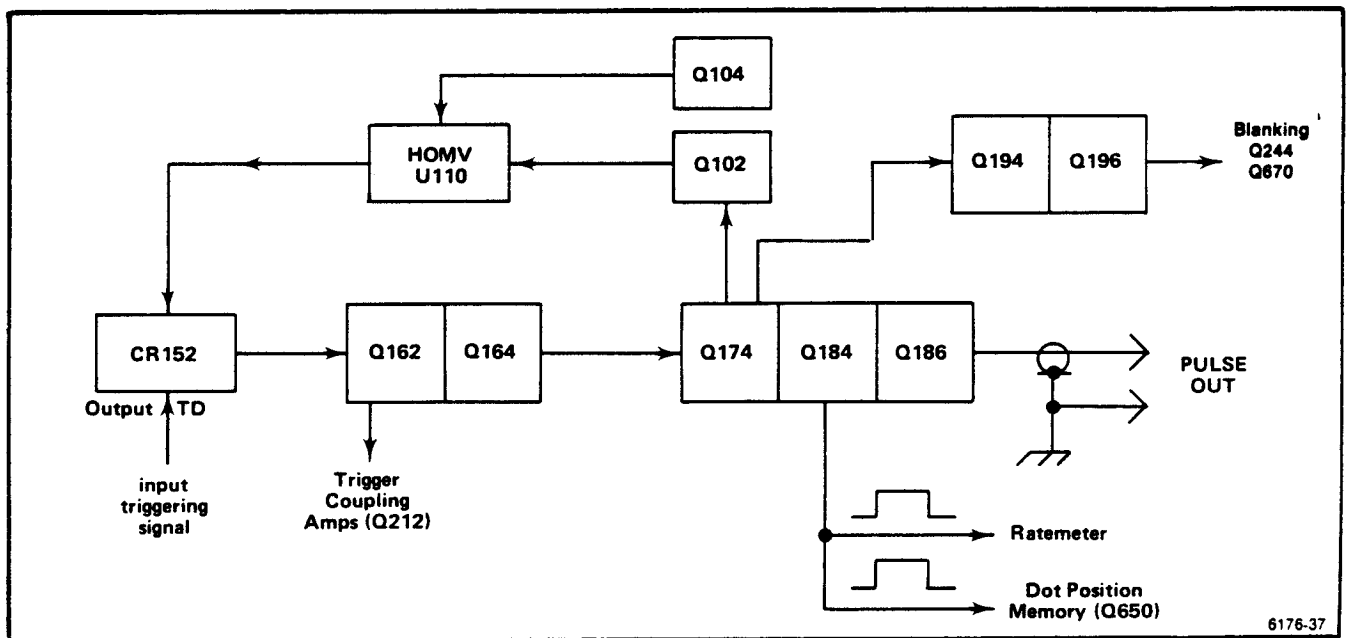 Q104
HOMV
U110
Q102
Q194
Q196
Blanking
Q244
Q670
CR152
Output TD
Q162
Q164
Q174
Q184
Q186
PULSE
OUT
input
triggering
signal
Trigger
Coupling
Amps (Q212)
Ratemeter
Dot Position
Memory (Q650)
6176-37